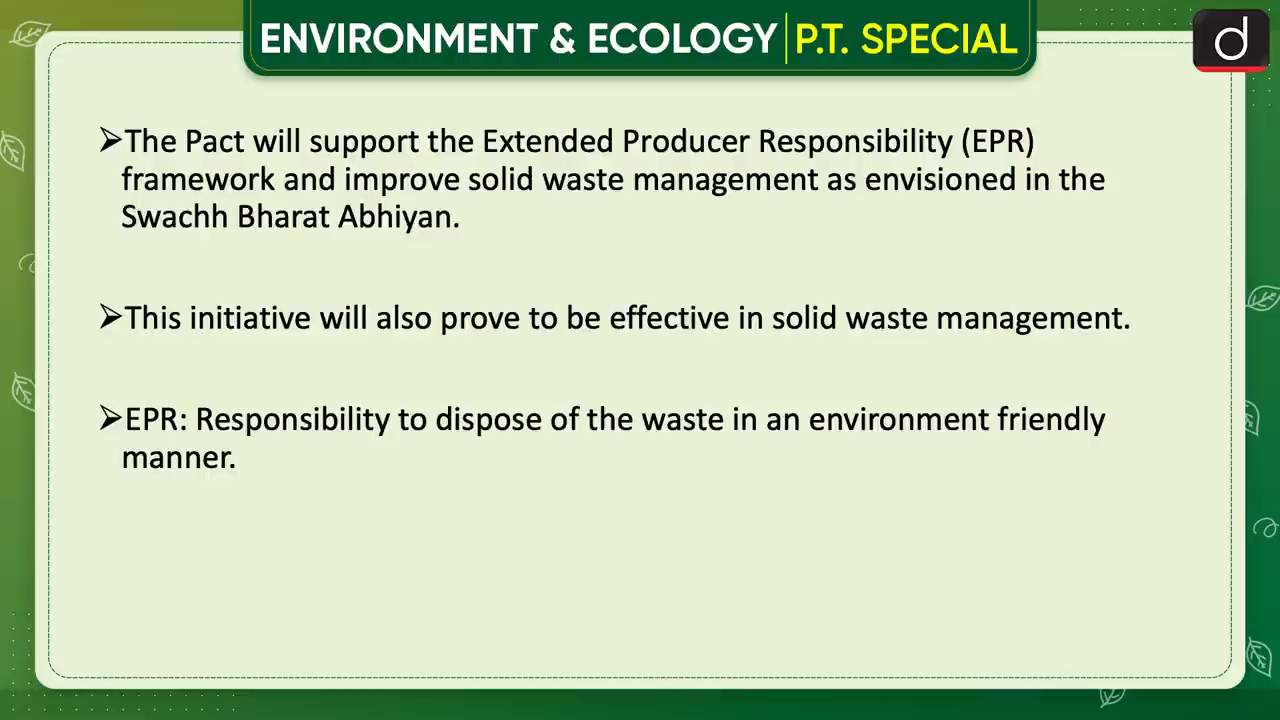 ENVIRONMENT & ECOLOGY | P.T. SPECIAL
d
➢The Pact will support the Extended Producer Responsibility (EPR)
framework and improve solid waste management as envisioned in the
Swachh Bharat Abhiyan.
➢This initiative will also prove to be effective in solid waste management.
➢EPR: Responsibility to dispose of the waste in an environment friendly
manner.